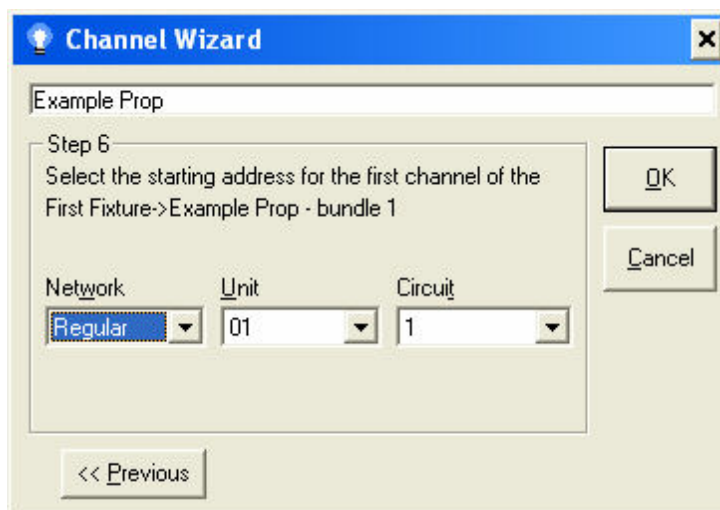 Channel Wizard
Example Prop
Step 6
Select the starting address for the first channel of the
First Fixture->Example Prop - bundle 1
OK
Cancel
Network Unit Circuit
Regular 01 1
<< Previous